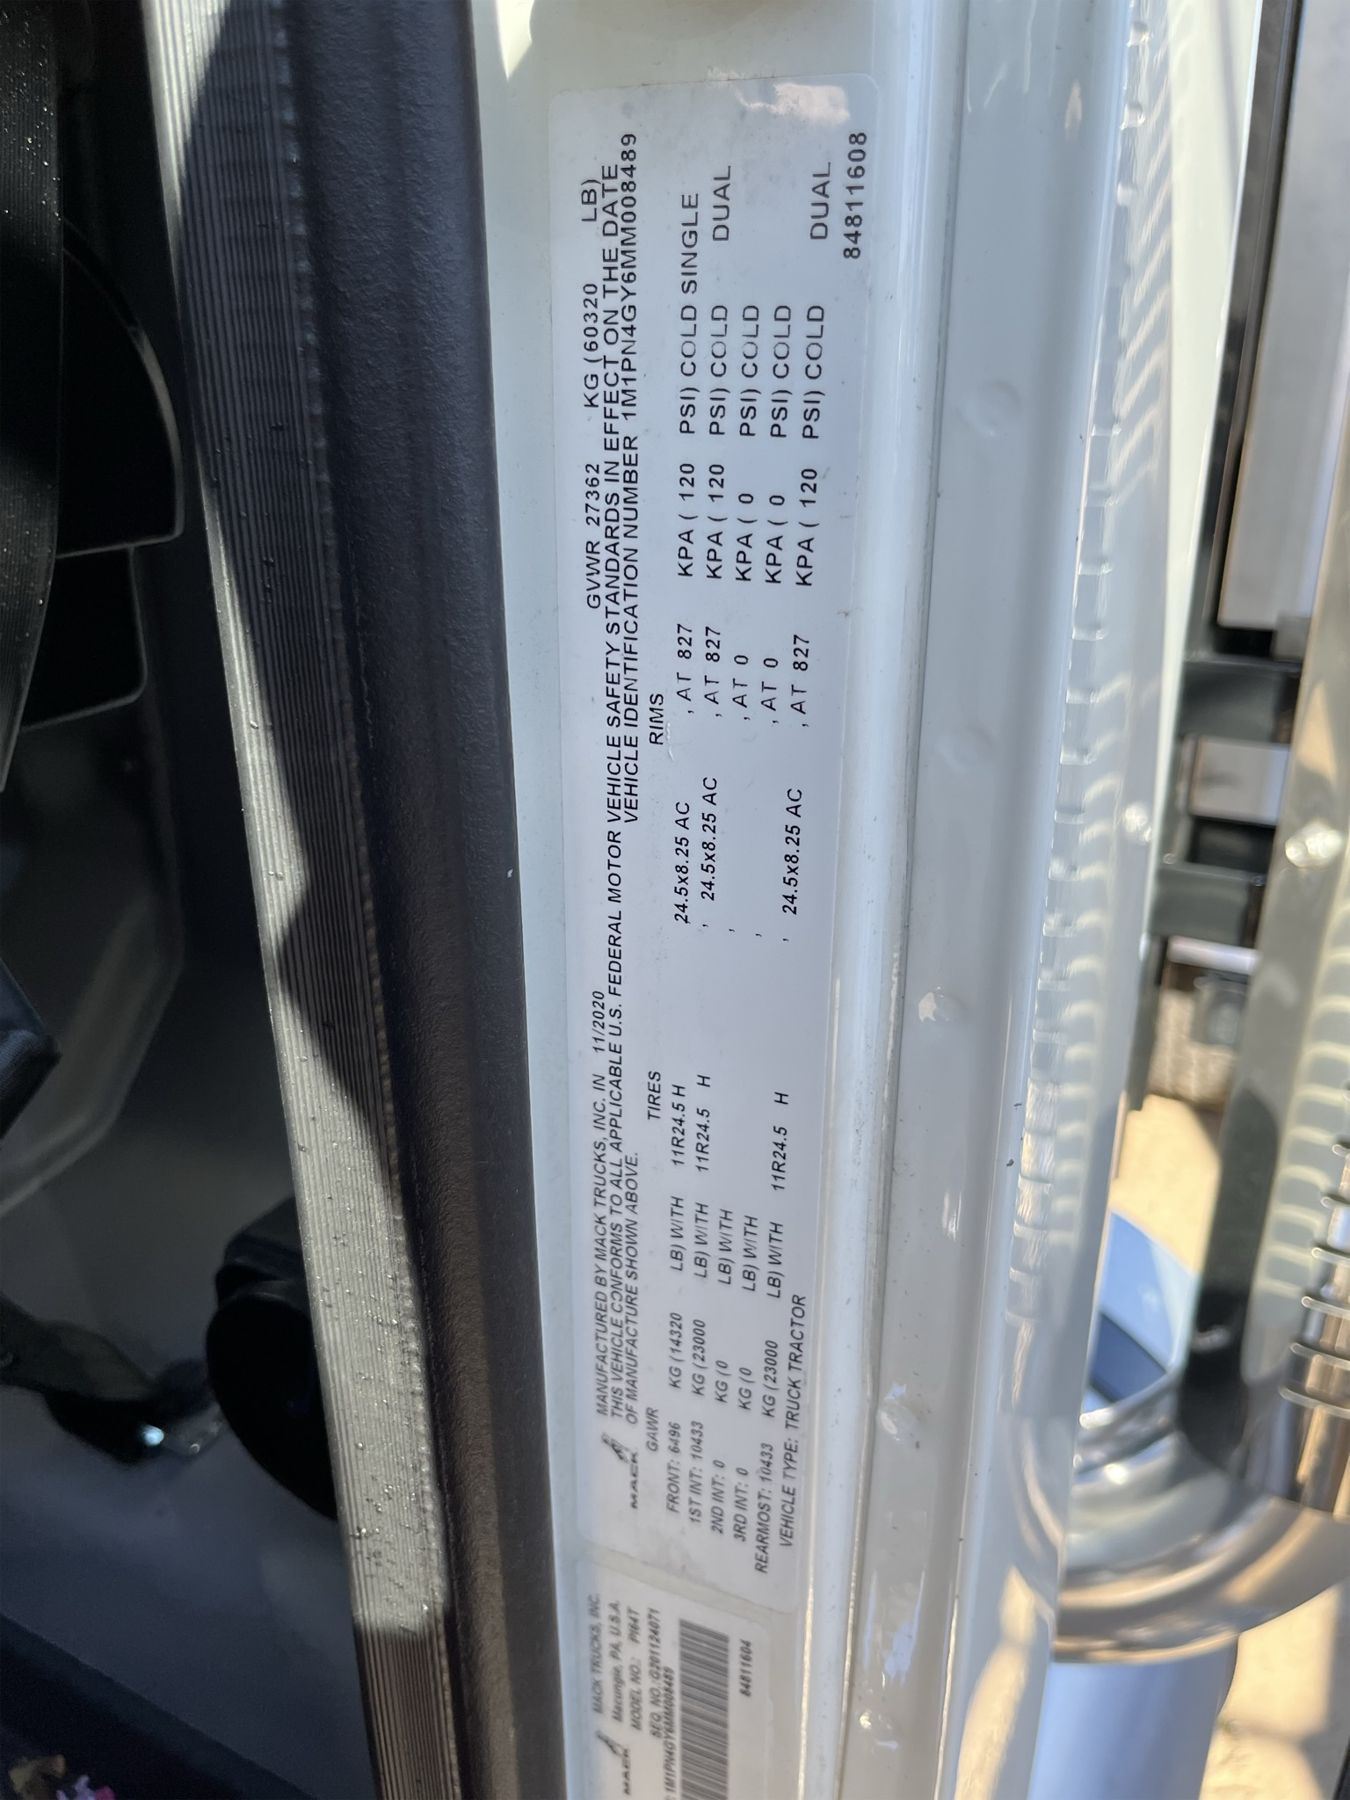 MACK
MANUFACTURED BY MACK TRUCKS, INC. IN 11/2020 GVWR 27362 KG (60320 LB)
THIS VEHICLE CONFORMS TO ALL APPLICABLE U.S. FEDERAL MOTOR VEHICLE SAFETY STANDARDS IN EFFECT ON THE DATE
OF MANUFACTURE SHOWN ABOVE. VEHICLE IDENTIFICATION NUMBER 1M1PN4GY6MM008489
GAWR TIRES RIMS
FRONT: 6496 KG (14320 LB) WITH 11R24.5 H 24.5x8.25 AC , AT 827 KPA ( 120 PSI) COLD SINGLE
1ST INT: 10433 KG (23000 LB) WITH 11R24.5 H , 24.5x8.25 AC , AT 827 KPA ( 120 PSI) COLD DUAL
2ND INT: 0 KG (0 LB) WITH , , AT 0 KPA ( 0 PSI) COLD
3RD INT: 0 KG (0 LB) WITH , , AT 0 KPA ( 0 PSI) COLD
REARMOST: 10433 KG (23000 LB) WITH 11R24.5 H , 24.5x8.25 AC , AT 827 KPA ( 120 PSI) COLD DUAL
VEHICLE TYPE: TRUCK TRACTOR
84811608
MACK
MACK TRUCKS, INC.
Macungie, PA, U.S.A.
MODEL NO.: PI64T
SEQ. NO. G201124071
1M1PN4GY6MM008489
84811604